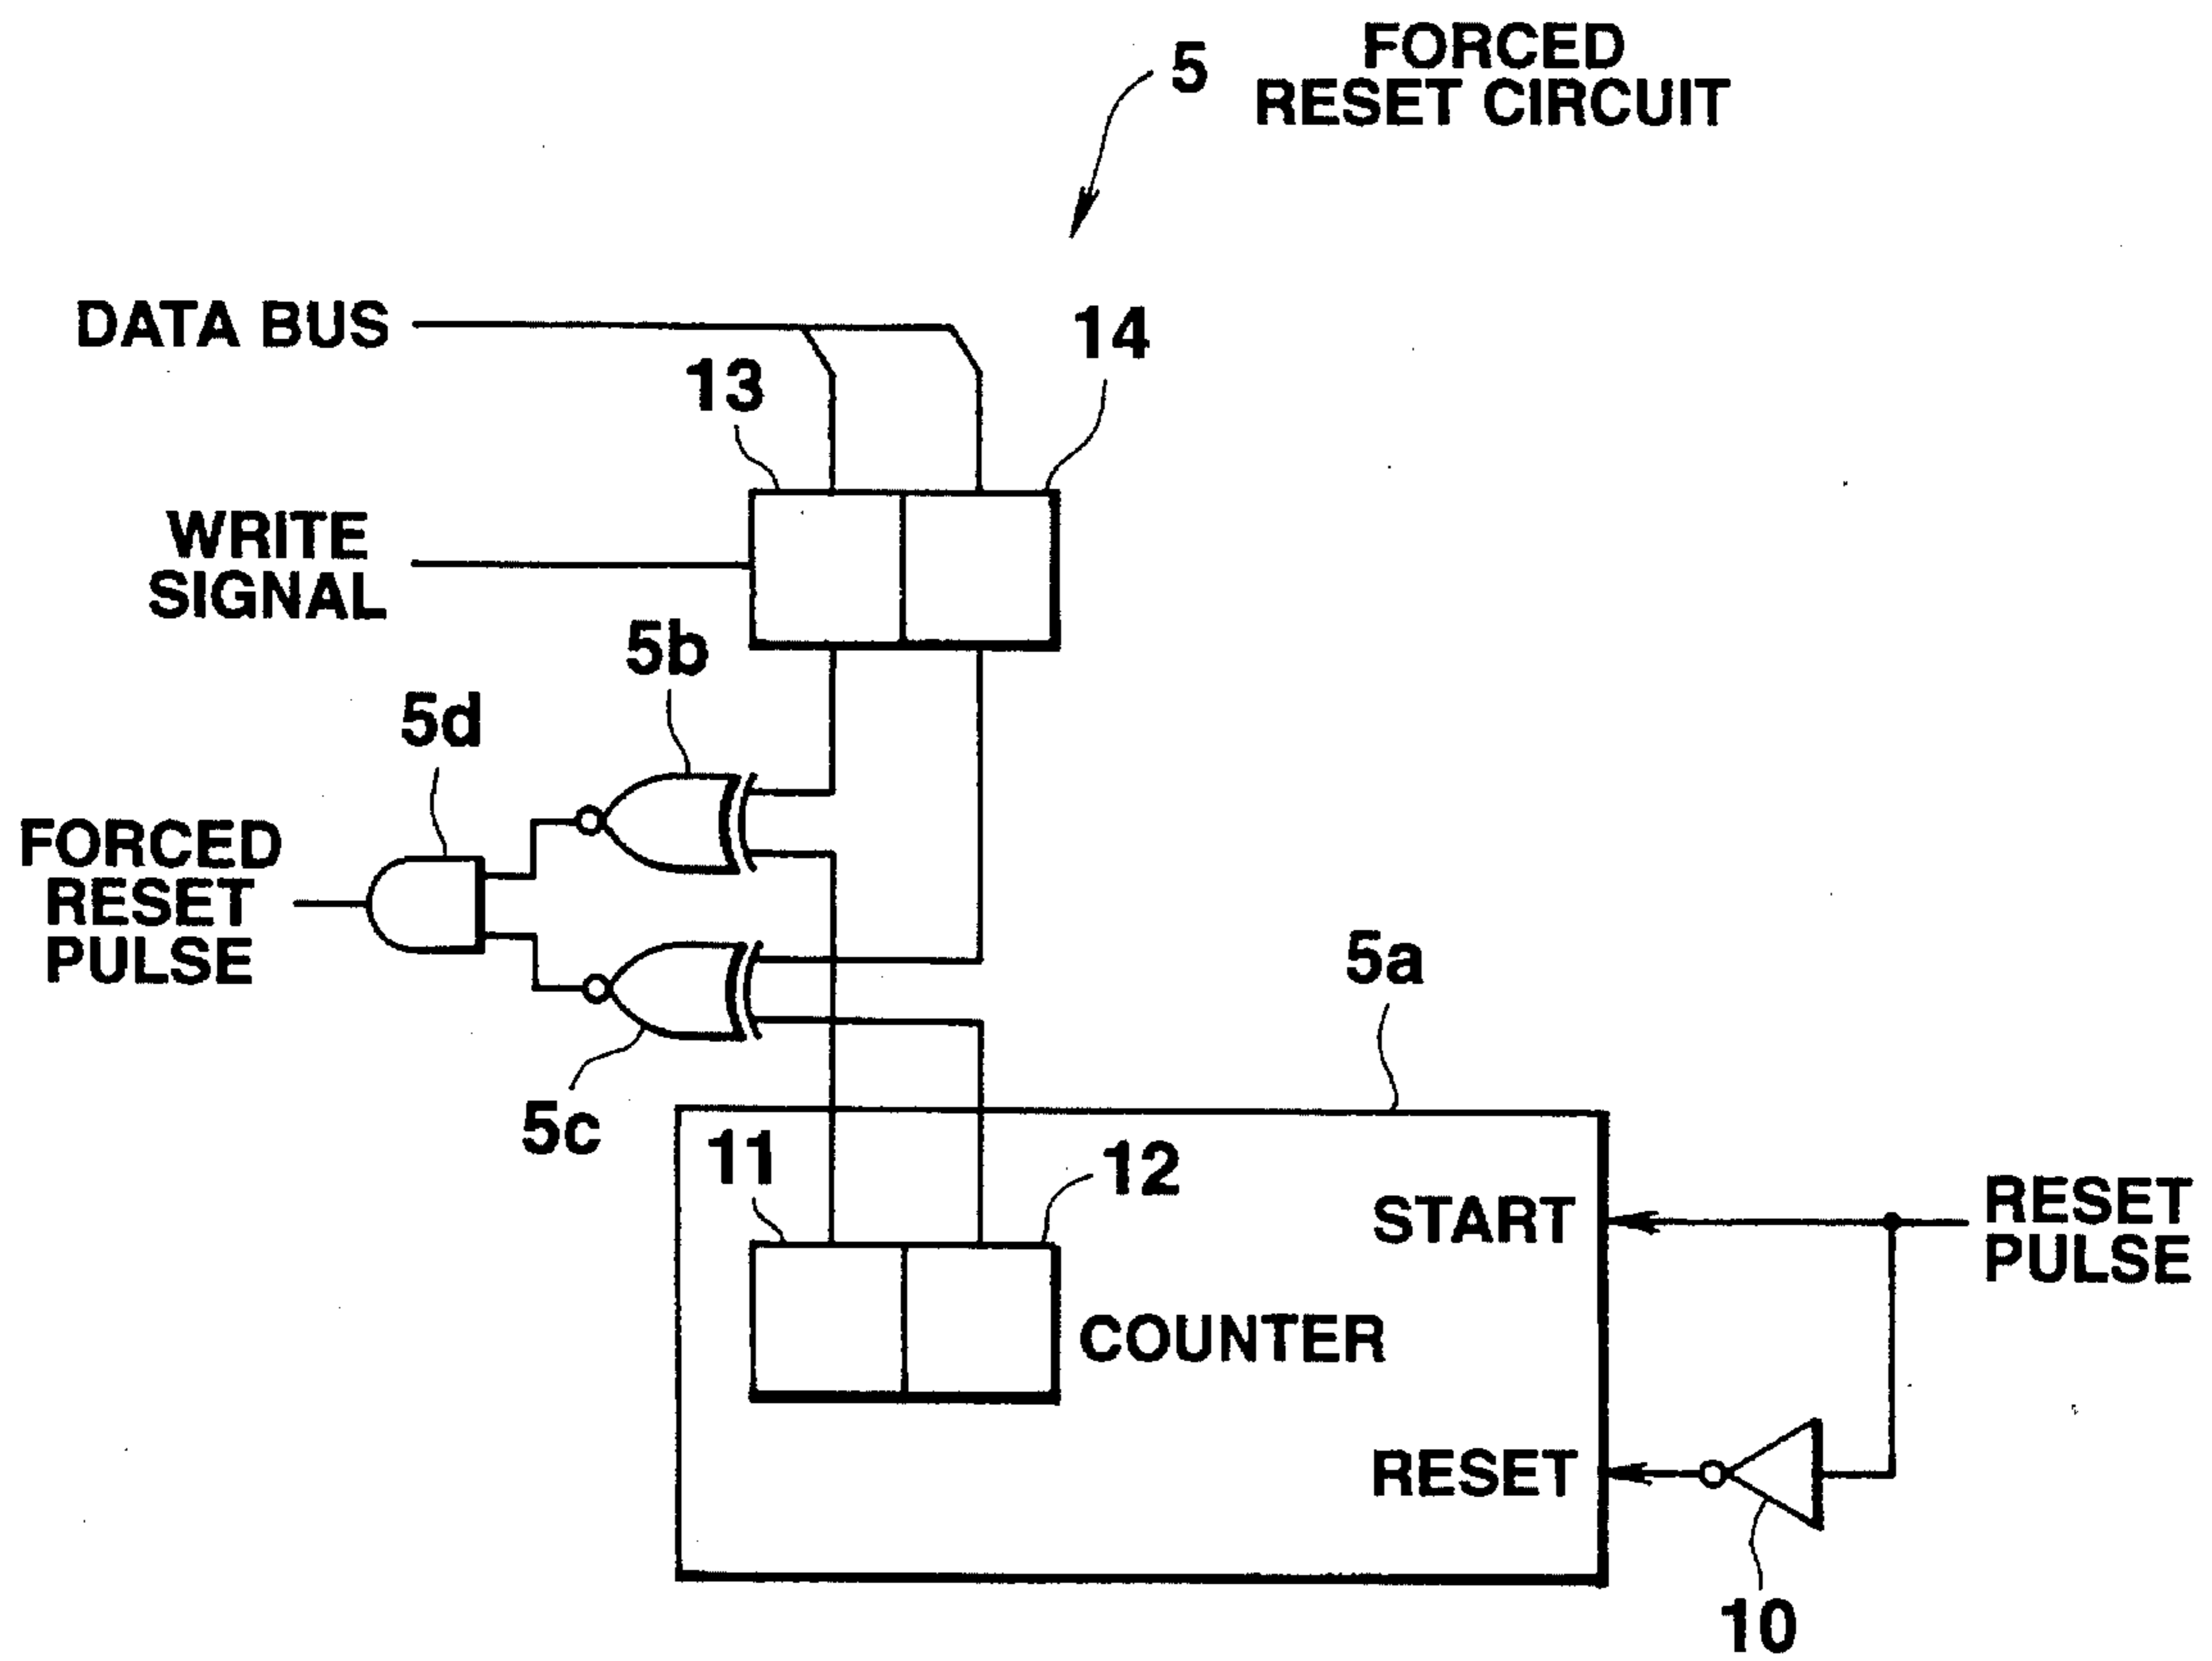 FORCED
RESET CIRCUIT
5
DATA BUS
13
14
WRITE
SIGNAL
5b
5d
FORCED
RESET
PULSE
5c
5a
11
12
START
RESET
PULSE
COUNTER
RESET
10